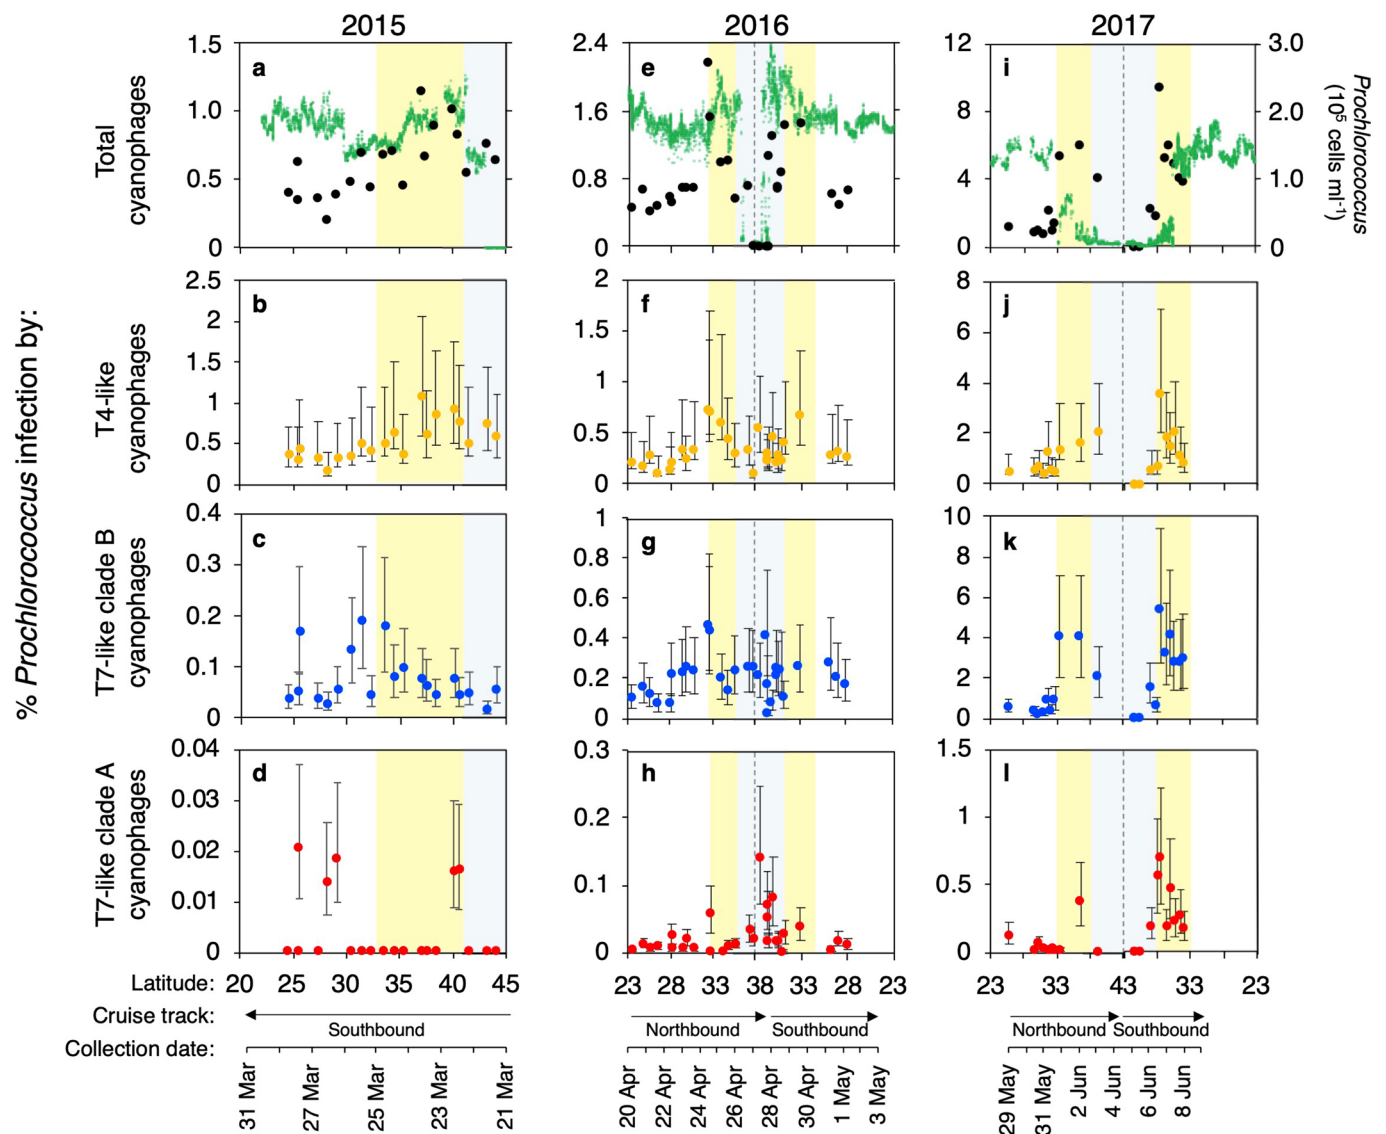 2015
2016
2017
% Prochlorococcus infection by:
Total
cyanophages
1.5
1.0
0.5
0
a
2.4
1.6
0.8
0
e
12
8
4
0
i
3.0
2.0
1.0
0
Prochlorococcus
(10⁵ cells ml⁻¹)
T4-like
cyanophages
2.5
2
1.5
1
0.5
0
b
2
1.5
1
0.5
0
f
8
6
4
2
0
j
T7-like clade B
cyanophages
0.4
0.3
0.2
0.1
0
c
1
0.8
0.6
0.4
0.2
0
g
10
8
6
4
2
0
k
T7-like clade A
cyanophages
0.04
0.03
0.02
0.01
0
d
0.3
0.2
0.1
0
h
1.5
1
0.5
0
l
Latitude: 20 25 30 35 40 45 23 28 33 38 33 28 23 23 33 43 33 23
Cruise track: Southbound Northbound Southbound Northbound Southbound
Collection date:
31 Mar 27 Mar 25 Mar 23 Mar 21 Mar
20 Apr 22 Apr 24 Apr 26 Apr 28 Apr 30 Apr 1 May 3 May
29 May 31 May 2 Jun 4 Jun 6 Jun 8 Jun